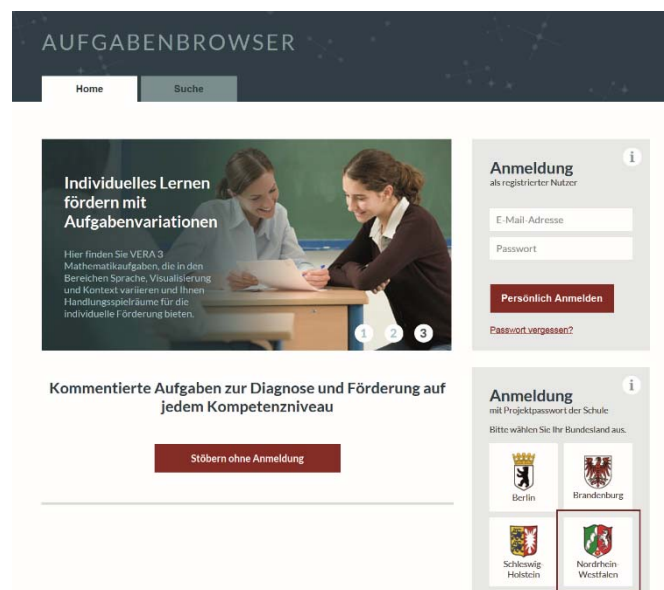 AUFGABENBROWSER
Home
Suche
Individuelles Lernen
fördern mit
Aufgabenvariationen
Hier finden Sie VERA 3
Mathematikaufgaben, die in den
Bereichen Sprache, Visualisierung
und Kontext variieren und Ihnen
Handlungsspielräume für die
individuelle Förderung bieten.
1 2 3
Kommentierte Aufgaben zur Diagnose und Förderung auf
jedem Kompetenzniveau
Stöbern ohne Anmeldung
i
Anmeldung
als registrierter Nutzer
E-Mail-Adresse
Passwort
Persönlich Anmelden
Passwort vergessen?
i
Anmeldung
mit Projektpasswort der Schule
Bitte wählen Sie Ihr Bundesland aus.
Berlin
Brandenburg
Schleswig-
Holstein
Nordrhein-
Westfalen